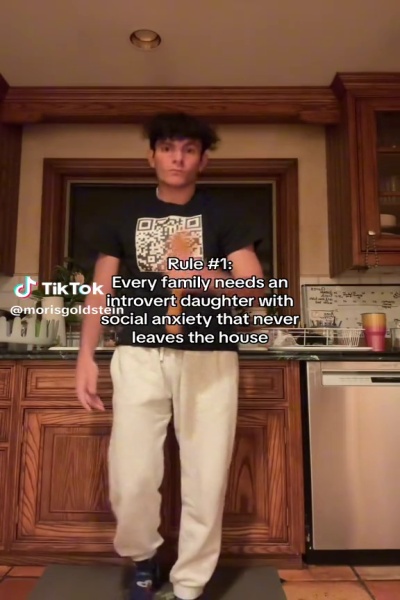 Rule #1:
Every family needs an
introvert daughter with
social anxiety that never
leaves the house
TikTok
@morisgoldstein